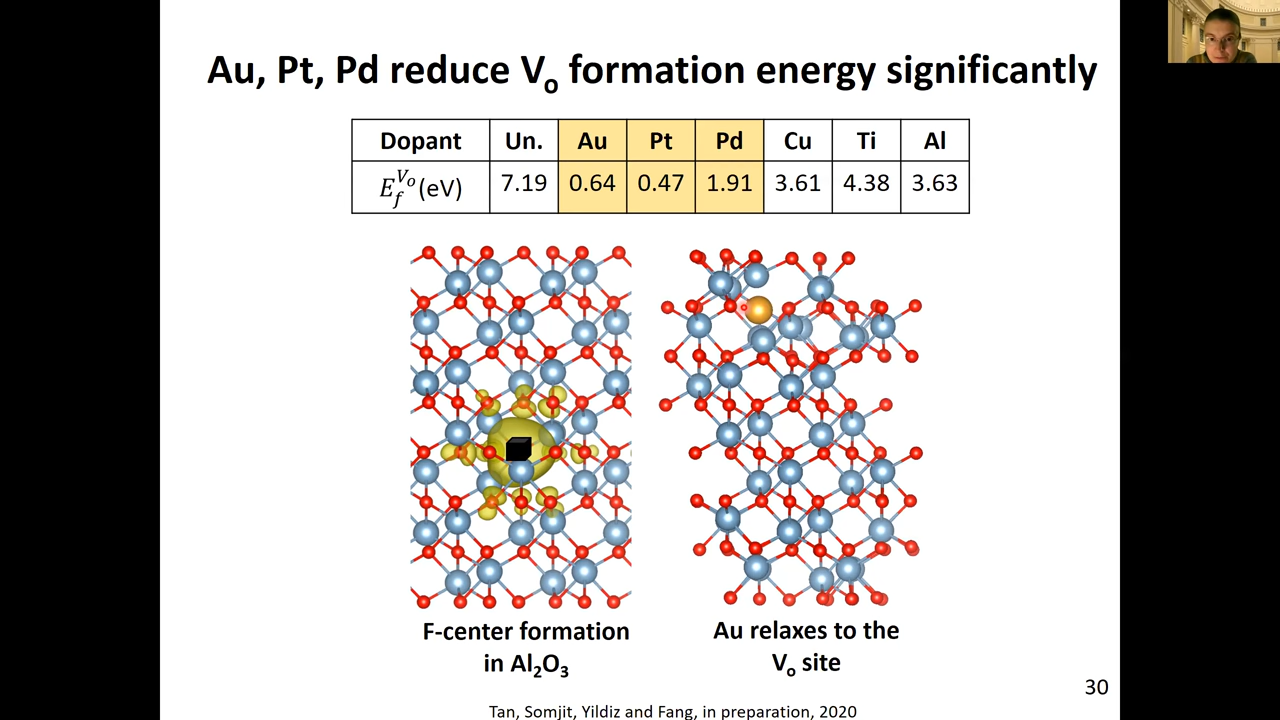 Au, Pt, Pd reduce Vo formation energy significantly
Dopant Un. Au Pt Pd Cu Ti Al
E_f^{V_o}(eV) 7.19 0.64 0.47 1.91 3.61 4.38 3.63
F-center formation
in Al₂O₃
Au relaxes to the
Vₒ site
30
Tan, Somjit, Yildiz and Fang, in preparation, 2020